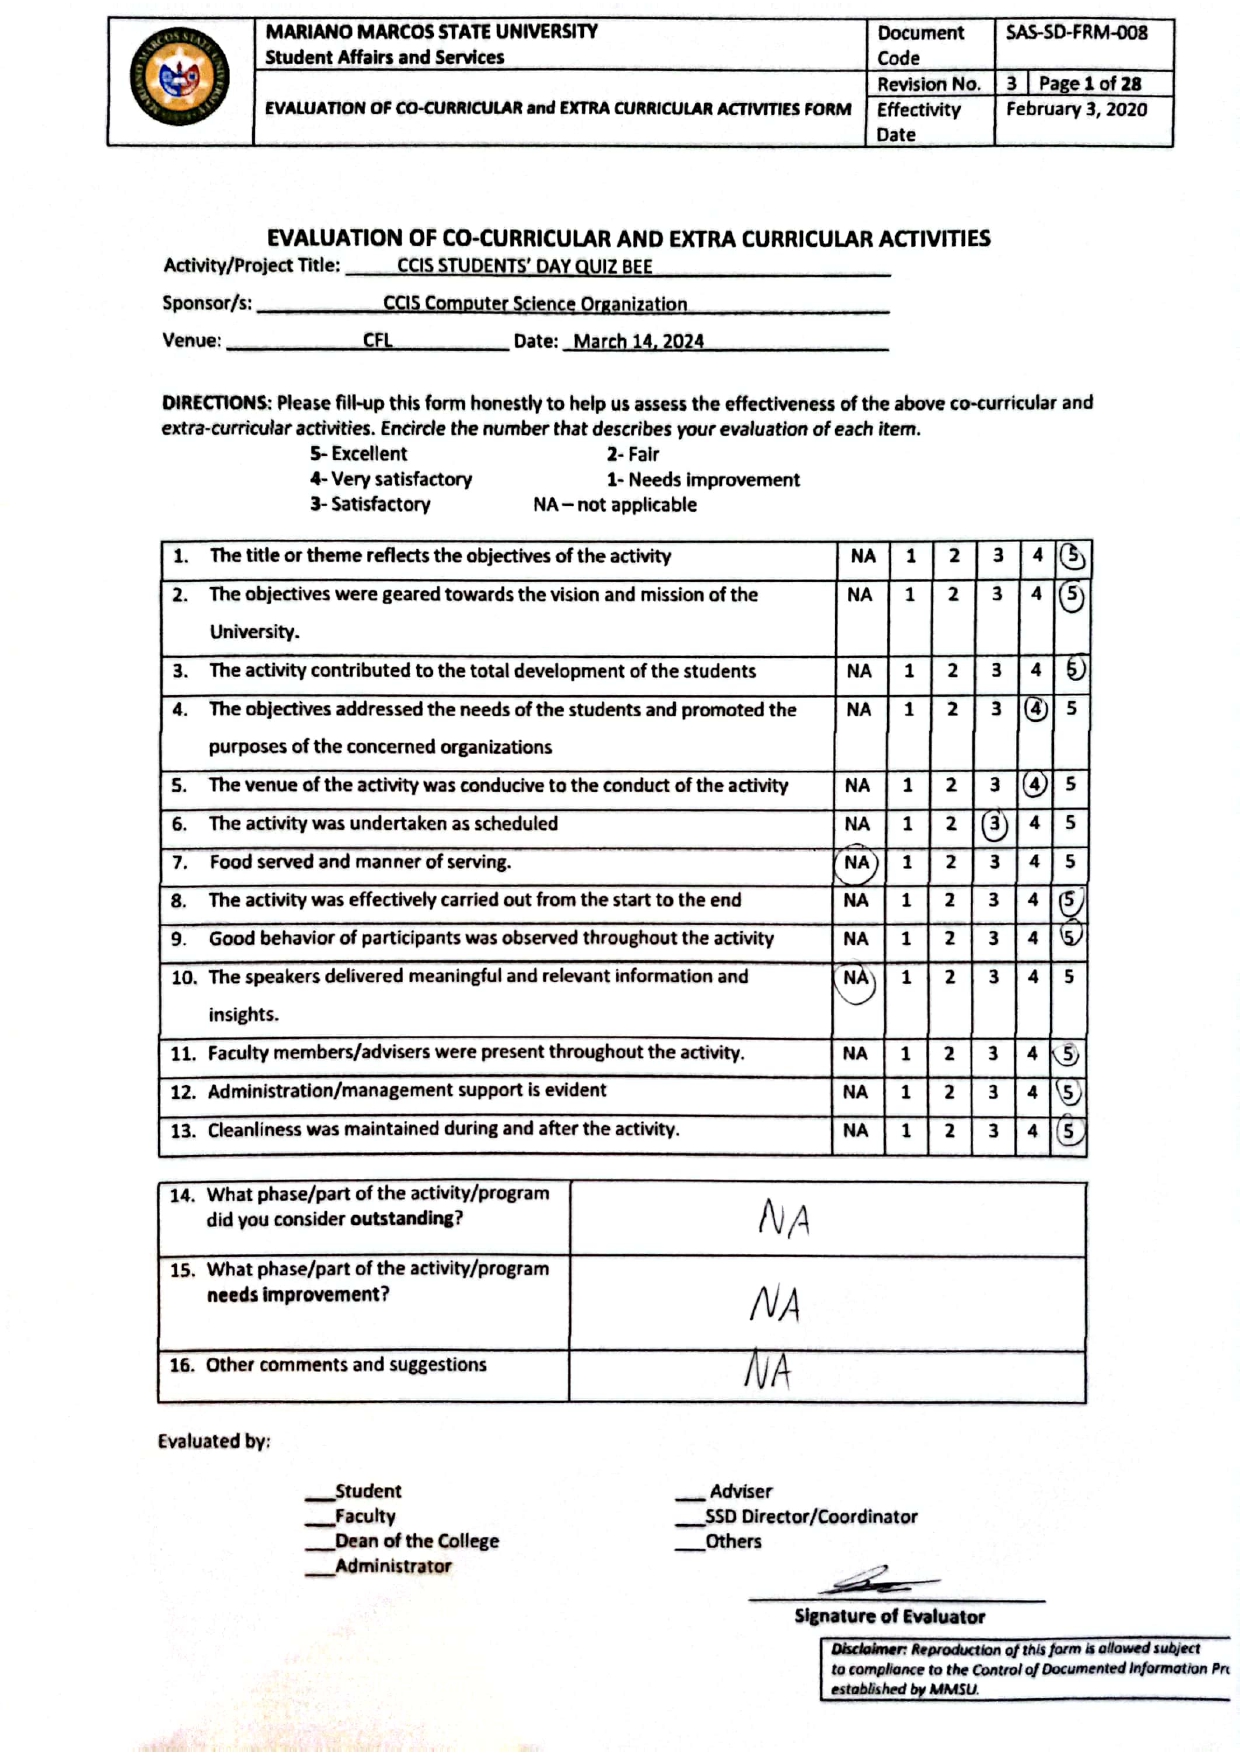 MARIANO MARCOS STATE UNIVERSITY
Student Affairs and Services
EVALUATION OF CO-CURRICULAR and EXTRA CURRICULAR ACTIVITIES FORM
Document Code SAS-SD-FRM-008
Revision No. 3 Page 1 of 28
Effectivity Date February 3, 2020
EVALUATION OF CO-CURRICULAR AND EXTRA CURRICULAR ACTIVITIES
Activity/Project Title: CCIS STUDENTS' DAY QUIZ BEE
Sponsor/s: CCIS Computer Science Organization
Venue: CFL Date: March 14, 2024
DIRECTIONS: Please fill-up this form honestly to help us assess the effectiveness of the above co-curricular and
extra-curricular activities. Encircle the number that describes your evaluation of each item.
5- Excellent 2- Fair
4- Very satisfactory 1- Needs improvement
3- Satisfactory NA – not applicable
1. The title or theme reflects the objectives of the activity NA 1 2 3 4 5
2. The objectives were geared towards the vision and mission of the NA 1 2 3 4 5
University.
3. The activity contributed to the total development of the students NA 1 2 3 4 5
4. The objectives addressed the needs of the students and promoted the NA 1 2 3 4 5
purposes of the concerned organizations
5. The venue of the activity was conducive to the conduct of the activity NA 1 2 3 4 5
6. The activity was undertaken as scheduled NA 1 2 3 4 5
7. Food served and manner of serving. NA 1 2 3 4 5
8. The activity was effectively carried out from the start to the end NA 1 2 3 4 5
9. Good behavior of participants was observed throughout the activity NA 1 2 3 4 5
10. The speakers delivered meaningful and relevant information and NA 1 2 3 4 5
insights.
11. Faculty members/advisers were present throughout the activity. NA 1 2 3 4 5
12. Administration/management support is evident NA 1 2 3 4 5
13. Cleanliness was maintained during and after the activity. NA 1 2 3 4 5
14. What phase/part of the activity/program
did you consider outstanding? NA
15. What phase/part of the activity/program
needs improvement? NA
16. Other comments and suggestions NA
Evaluated by:
___Student ___ Adviser
___Faculty ___SSD Director/Coordinator
___Dean of the College ___Others
___Administrator
Signature of Evaluator
Disclaimer: Reproduction of this form is allowed subject
to compliance to the Control of Documented Information
established by MMSU.